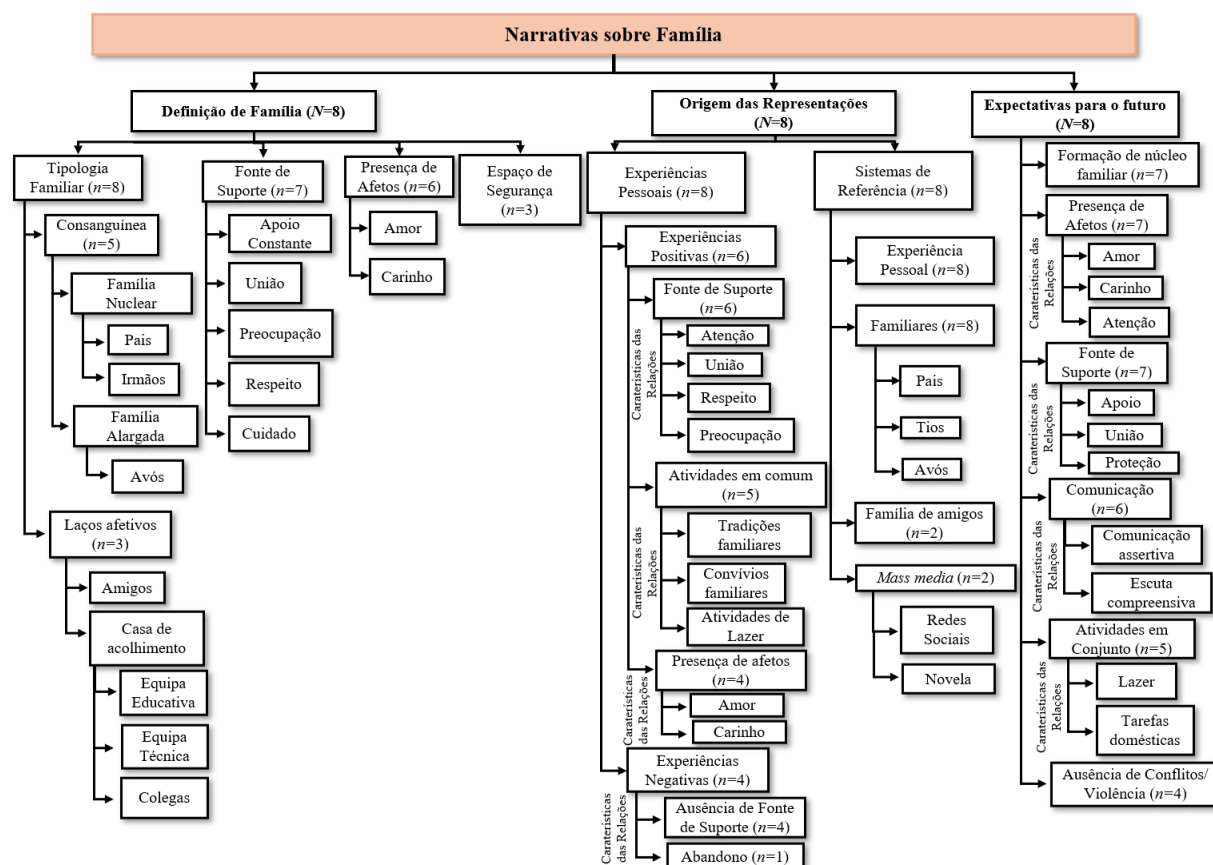 Narrativas sobre Família
Definição de Família (N=8)
Tipologia
Familiar (n=8)
Consanguínea
(n=5)
Família
Nuclear
Pais
Irmãos
Família
Alargada
Avós
Laços afetivos
(n=3)
Amigos
Casa de
acolhimento
Equipa
Educativa
Equipa
Técnica
Colegas
Fonte de
Suporte (n=7)
Apoio
Constante
União
Preocupação
Respeito
Cuidado
Presença de
Afetos (n=6)
Amor
Carinho
Espaço de
Segurança
(n=3)
Origem das Representações
(N=8)
Experiências
Pessoais (n=8)
Experiências
Positivas (n=6)
Fonte de Suporte
(n=6)
Caraterísticas das
Relações
Atenção
União
Respeito
Preocupação
Atividades em comum
(n=5)
Caraterísticas das
Relações
Tradições
familiares
Convívios
familiares
Atividades de
Lazer
Presença de afetos
(n=4)
Caraterísticas
das Relações
Amor
Carinho
Experiências
Negativas (n=4)
Caraterísticas
das Relações
Ausência de Fonte
de Suporte (n=4)
Abandono (n=1)
Sistemas de
Referência (n=8)
Experiência
Pessoal (n=8)
Familiares (n=8)
Pais
Tios
Avós
Família de amigos
(n=2)
Mass media (n=2)
Redes
Sociais
Novela
Expectativas para o futuro
(N=8)
Formação de núcleo
familiar (n=7)
Presença de
Afetos (n=7)
Caraterísticas das
Relações
Amor
Carinho
Atenção
Fonte de
Suporte (n=7)
Caraterísticas das
Relações
Apoio
União
Proteção
Comunicação
(n=6)
Caraterísticas das
Relações
Comunicação
assertiva
Escuta
compreensiva
Atividades em
Conjunto (n=5)
Caraterísticas das
Relações
Lazer
Tarefas
domésticas
Ausência de Conflitos/
Violência (n=4)